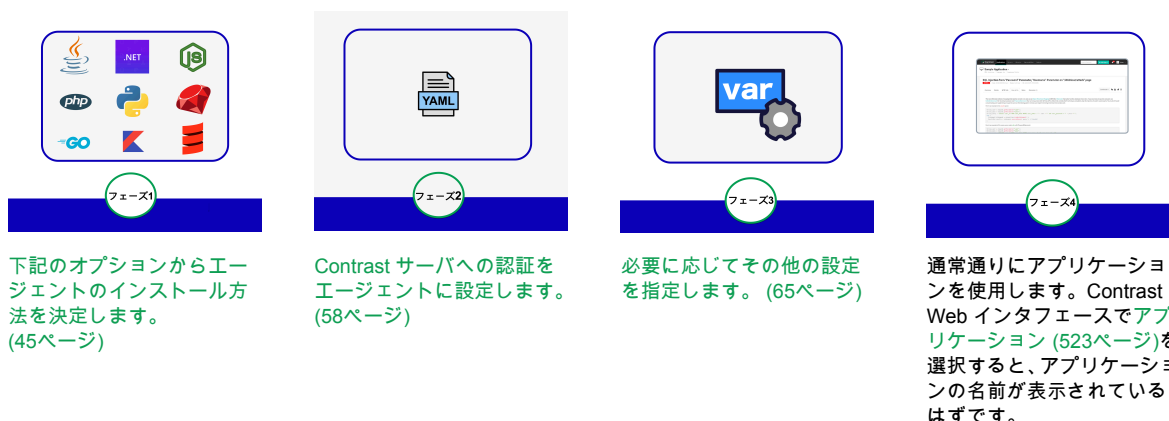 .NET
JS
php
GO
YAML
var
フェーズ1
フェーズ2
フェーズ3
フェーズ4
下記のオプションからエー
ジェントのインストール方
法を決定します。
(45ページ)
Contrast サーバへの認証を
エージェントに設定します。
(58ページ)
必要に応じてその他の設定
を指定します。 (65ページ)
通常通りにアプリケーショ
ンを使用します。Contrast
Web インタフェースでアプ
リケーション (523ページ)を
選択すると、アプリケーショ
ンの名前が表示されている
はずです。